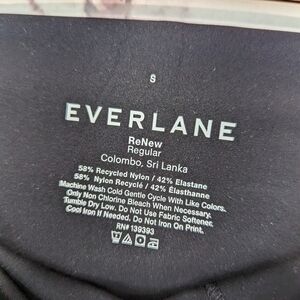 S
EVERLANE
ReNew
Regular
Colombo, Sri Lanka
58% Recycled Nylon / 42% Elastane
58% Nylon Recyclé / 42% Élasthanne
Machine Wash Cold Gentle Cycle With Like Colors.
Only Non Chlorine Bleach When Necessary.
Tumble Dry Low. Do Not Use Fabric Softener.
Cool Iron If Needed. Do Not Iron On Print.
RN# 139393